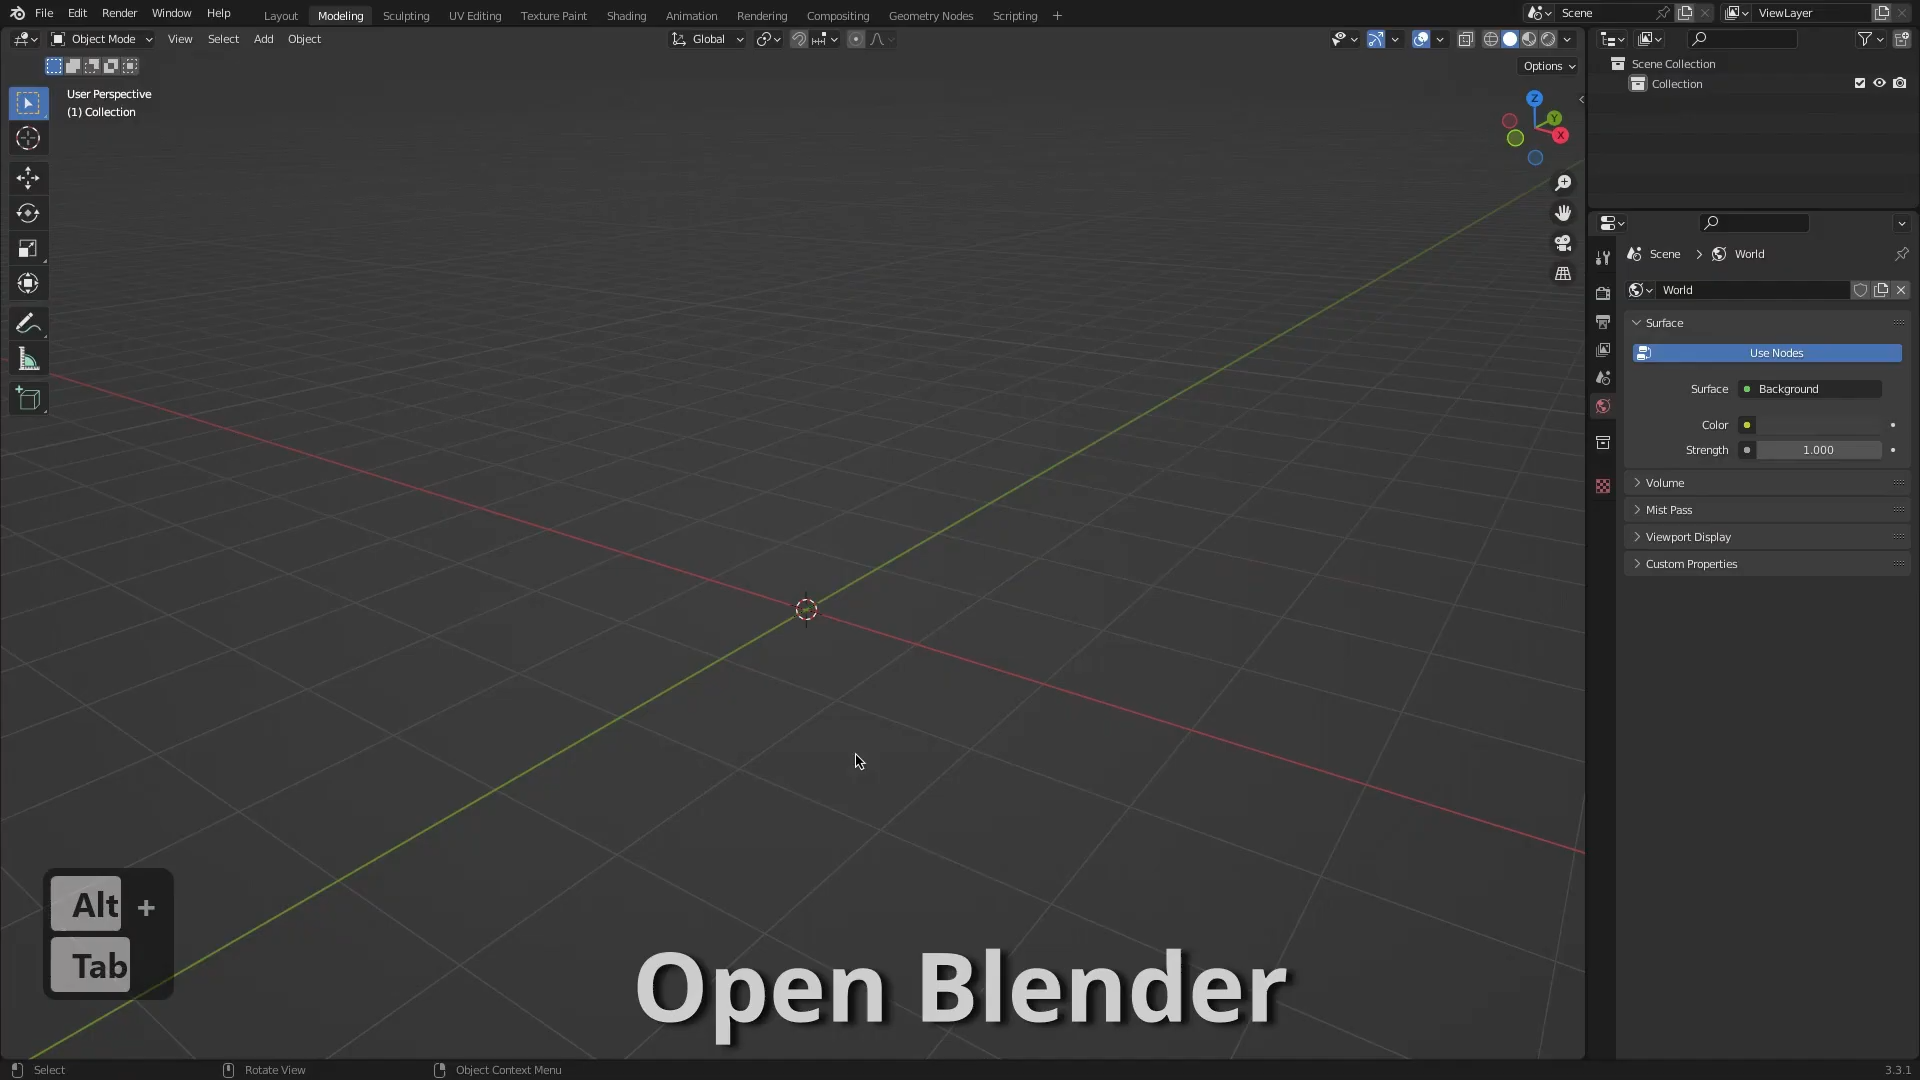 File Edit Render Window Help
Layout Modeling Sculpting UV Editing Texture Paint Shading Animation Rendering Compositing Geometry Nodes Scripting +
Scene
ViewLayer
Object Mode View Select Add Object
Global
Options
User Perspective
(1) Collection
Z
Y
X
Scene Collection
Collection
Scene World
World
Surface
Use Nodes
Surface Background
Color
Strength 1.000
Volume
Mist Pass
Viewport Display
Custom Properties
Alt +
Tab
Open Blender
Select Rotate View Object Context Menu
3.3.1